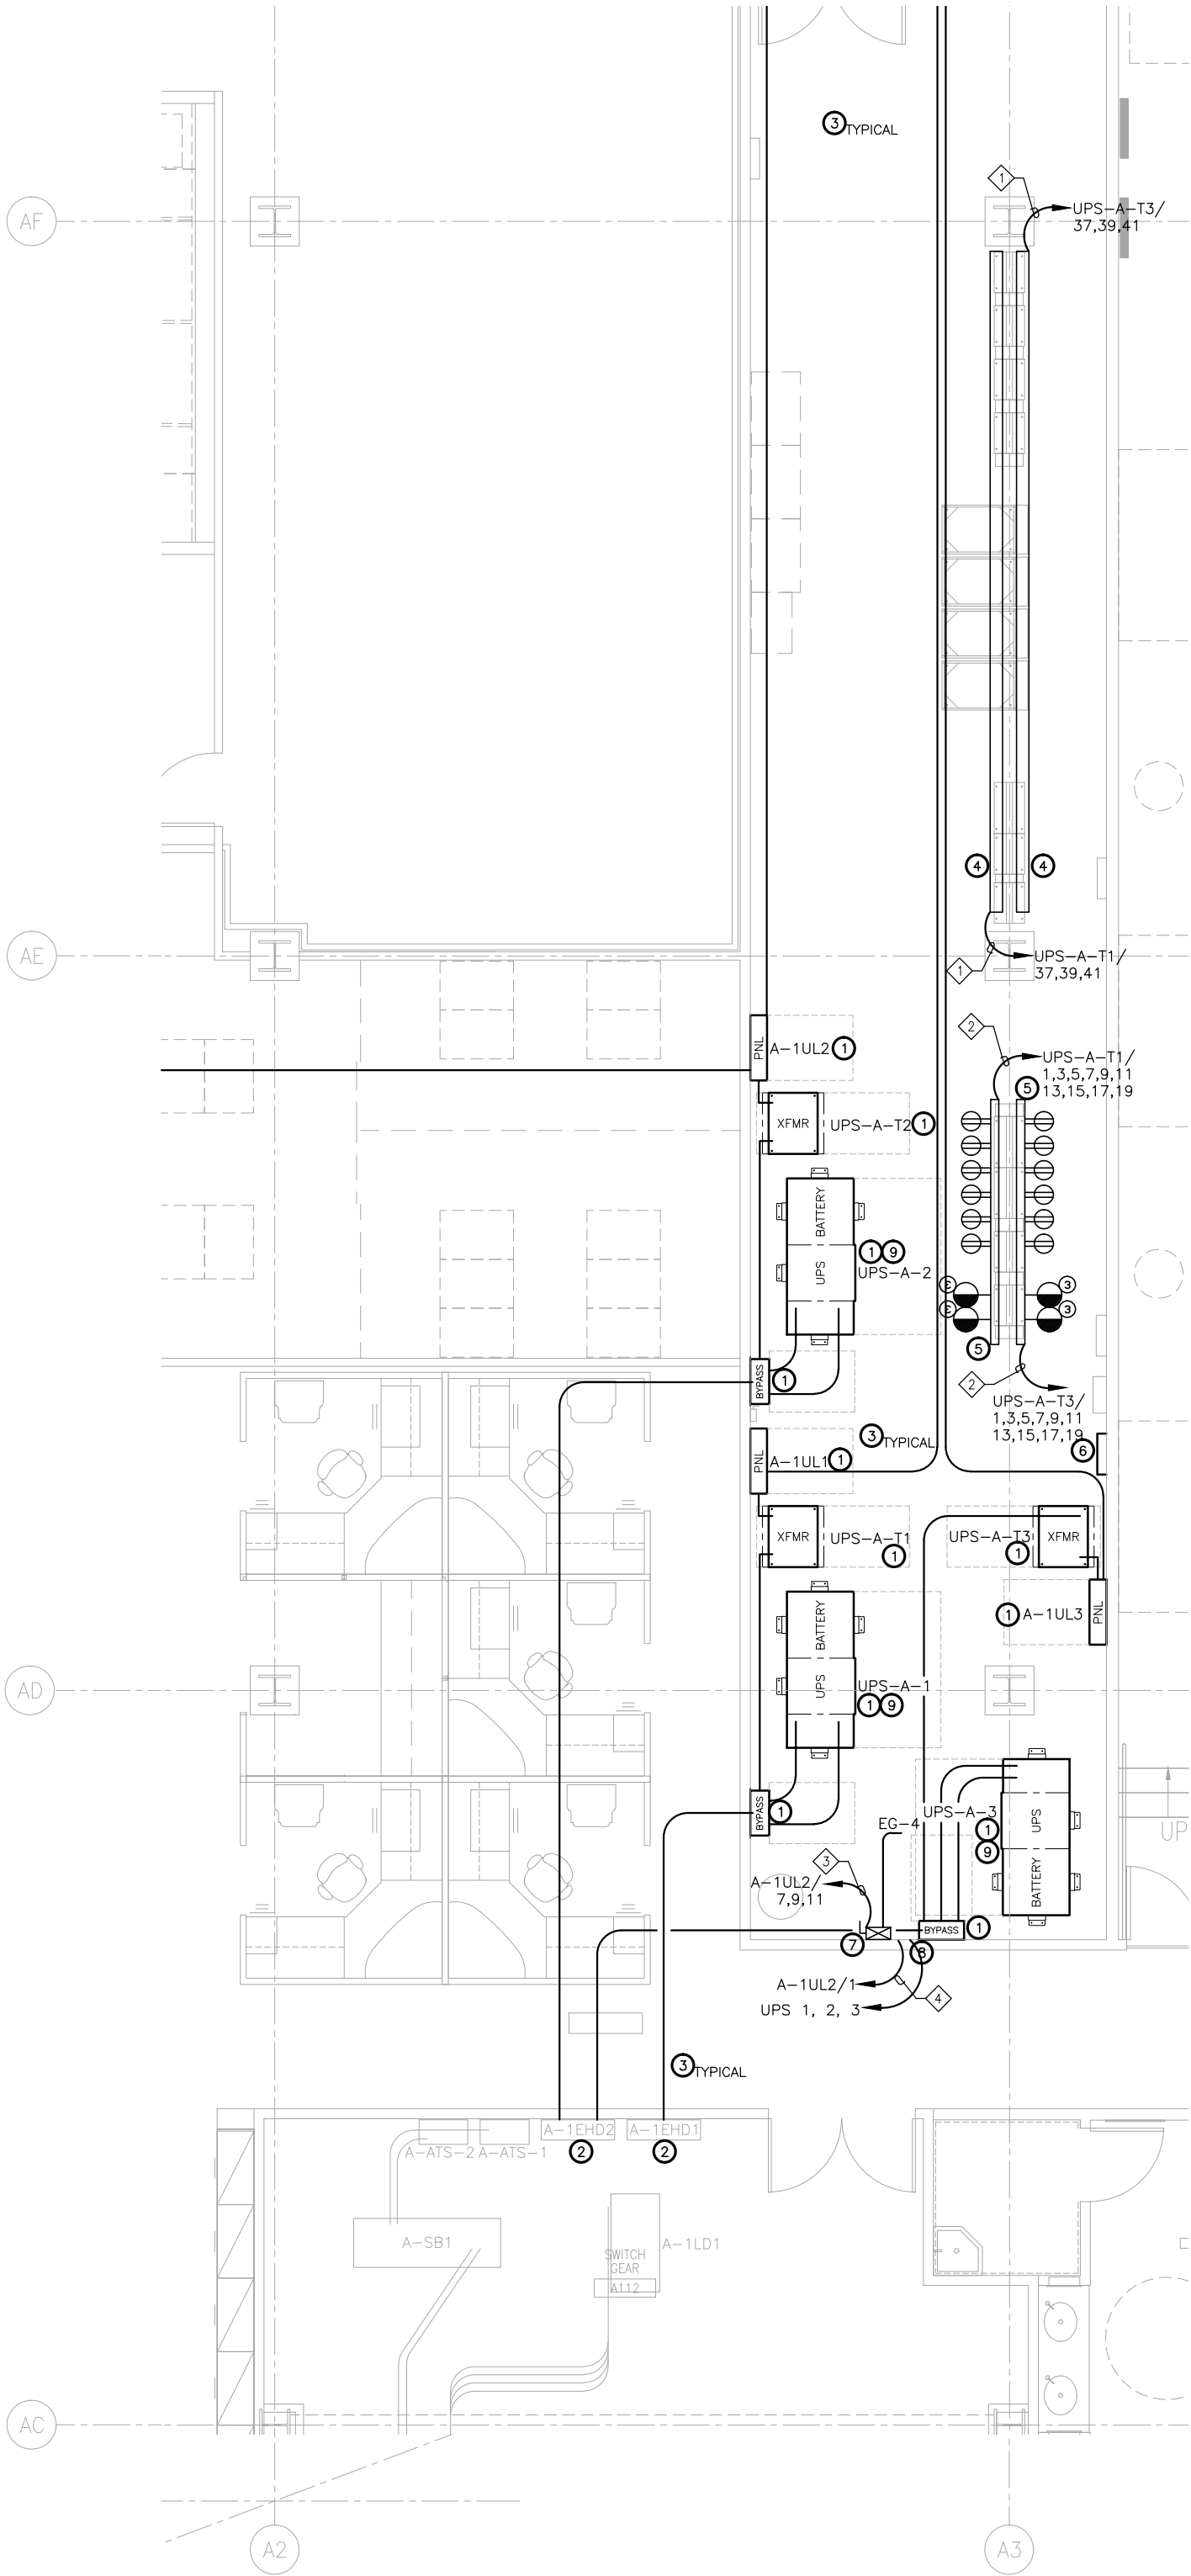 3 TYPICAL
1
AF
UPS-A-T3/
37,39,41
4
4
AE
1
UPS-A-T1/
37,39,41
2
PNL
A-1UL2 1
UPS-A-T1/
1,3,5,7,9,11
13,15,17,19
5
XFMR
UPS-A-T2 1
BATTERY
UPS
1 9
UPS-A-2
3
3
3
3
5
2
BYPASS
1
UPS-A-T3/
1,3,5,7,9,11
13,15,17,19
3 TYPICAL
6
PNL
A-1UL1 1
XFMR
UPS-A-T1
1
UPS-A-T3
1
XFMR
BATTERY
UPS
1 A-1UL3
PNL
AD
UPS-A-1
1 9
BYPASS
1
UPS-A-3
1
9
UPS
BATTERY
EG-4
UP
3
A-1UL2/
7,9,11
7
BYPASS
1
8
A-1UL2/1
4
UPS 1, 2, 3
3 TYPICAL
A-1EHD2
A-1EHD1
2
2
A-ATS-2
A-ATS-1
A-SB1
A-1LD1
SWITCH
GEAR
A112
AC
A2
A3